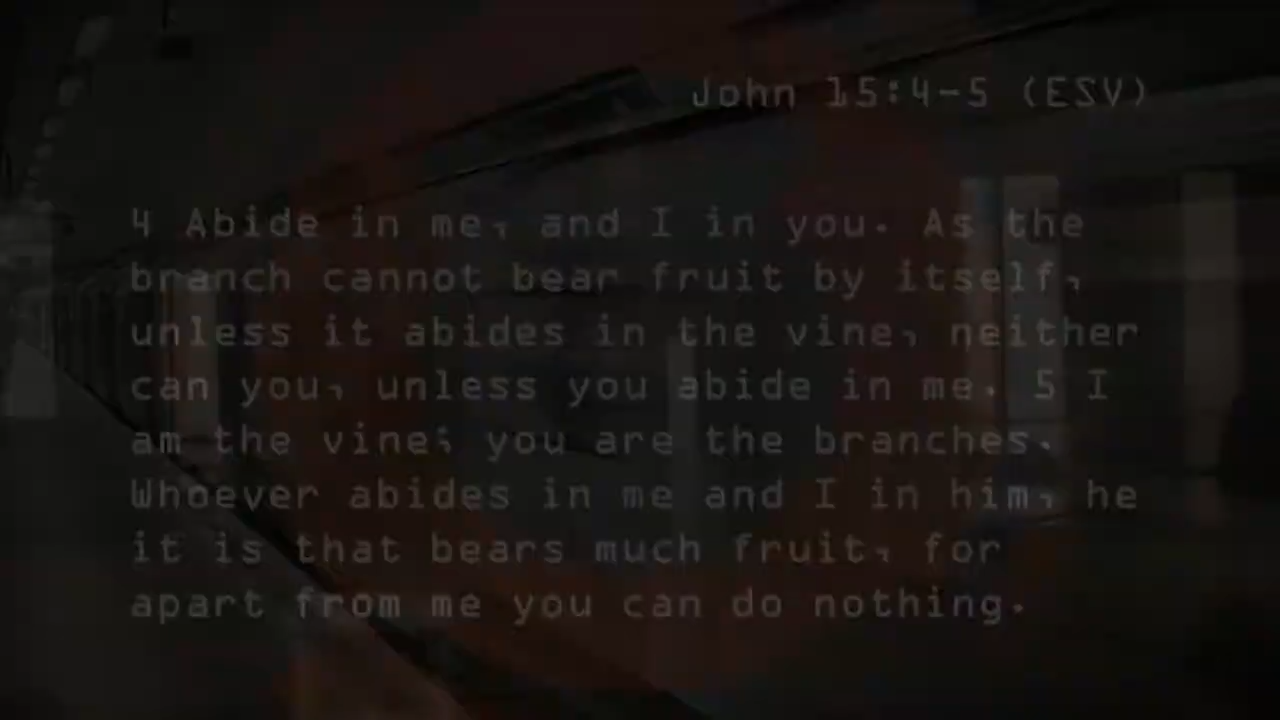 John 15:4-5 (ESV)
4 Abide in me, and I in you. As the
branch cannot bear fruit by itself,
unless it abides in the vine, neither
can you, unless you abide in me. 5 I
am the vine; you are the branches.
Whoever abides in me and I in him, he
it is that bears much fruit, for
apart from me you can do nothing.